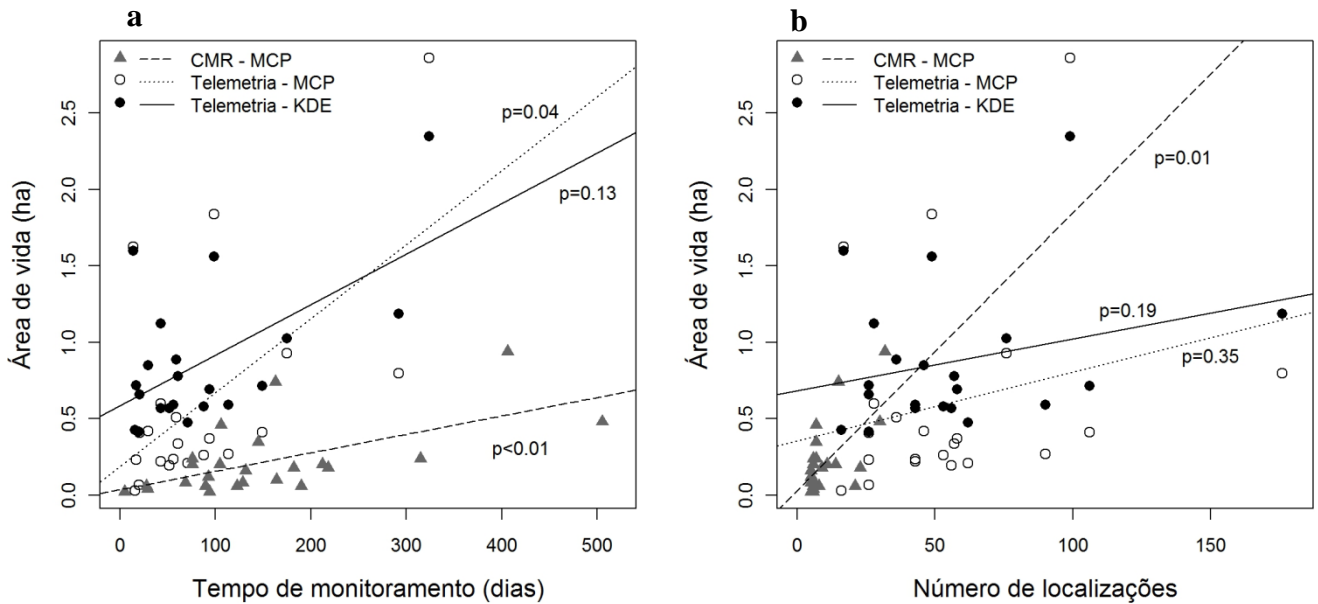 a
CMR - MCP
Telemetria - MCP
Telemetria - KDE
p=0.04
p=0.13
p<0.01
Área de vida (ha)
0.0 0.5 1.0 1.5 2.0 2.5
0 100 200 300 400 500
Tempo de monitoramento (dias)
b
CMR - MCP
Telemetria - MCP
Telemetria - KDE
p=0.01
p=0.19
p=0.35
Área de vida (ha)
0.0 0.5 1.0 1.5 2.0 2.5
0 50 100 150
Número de localizações